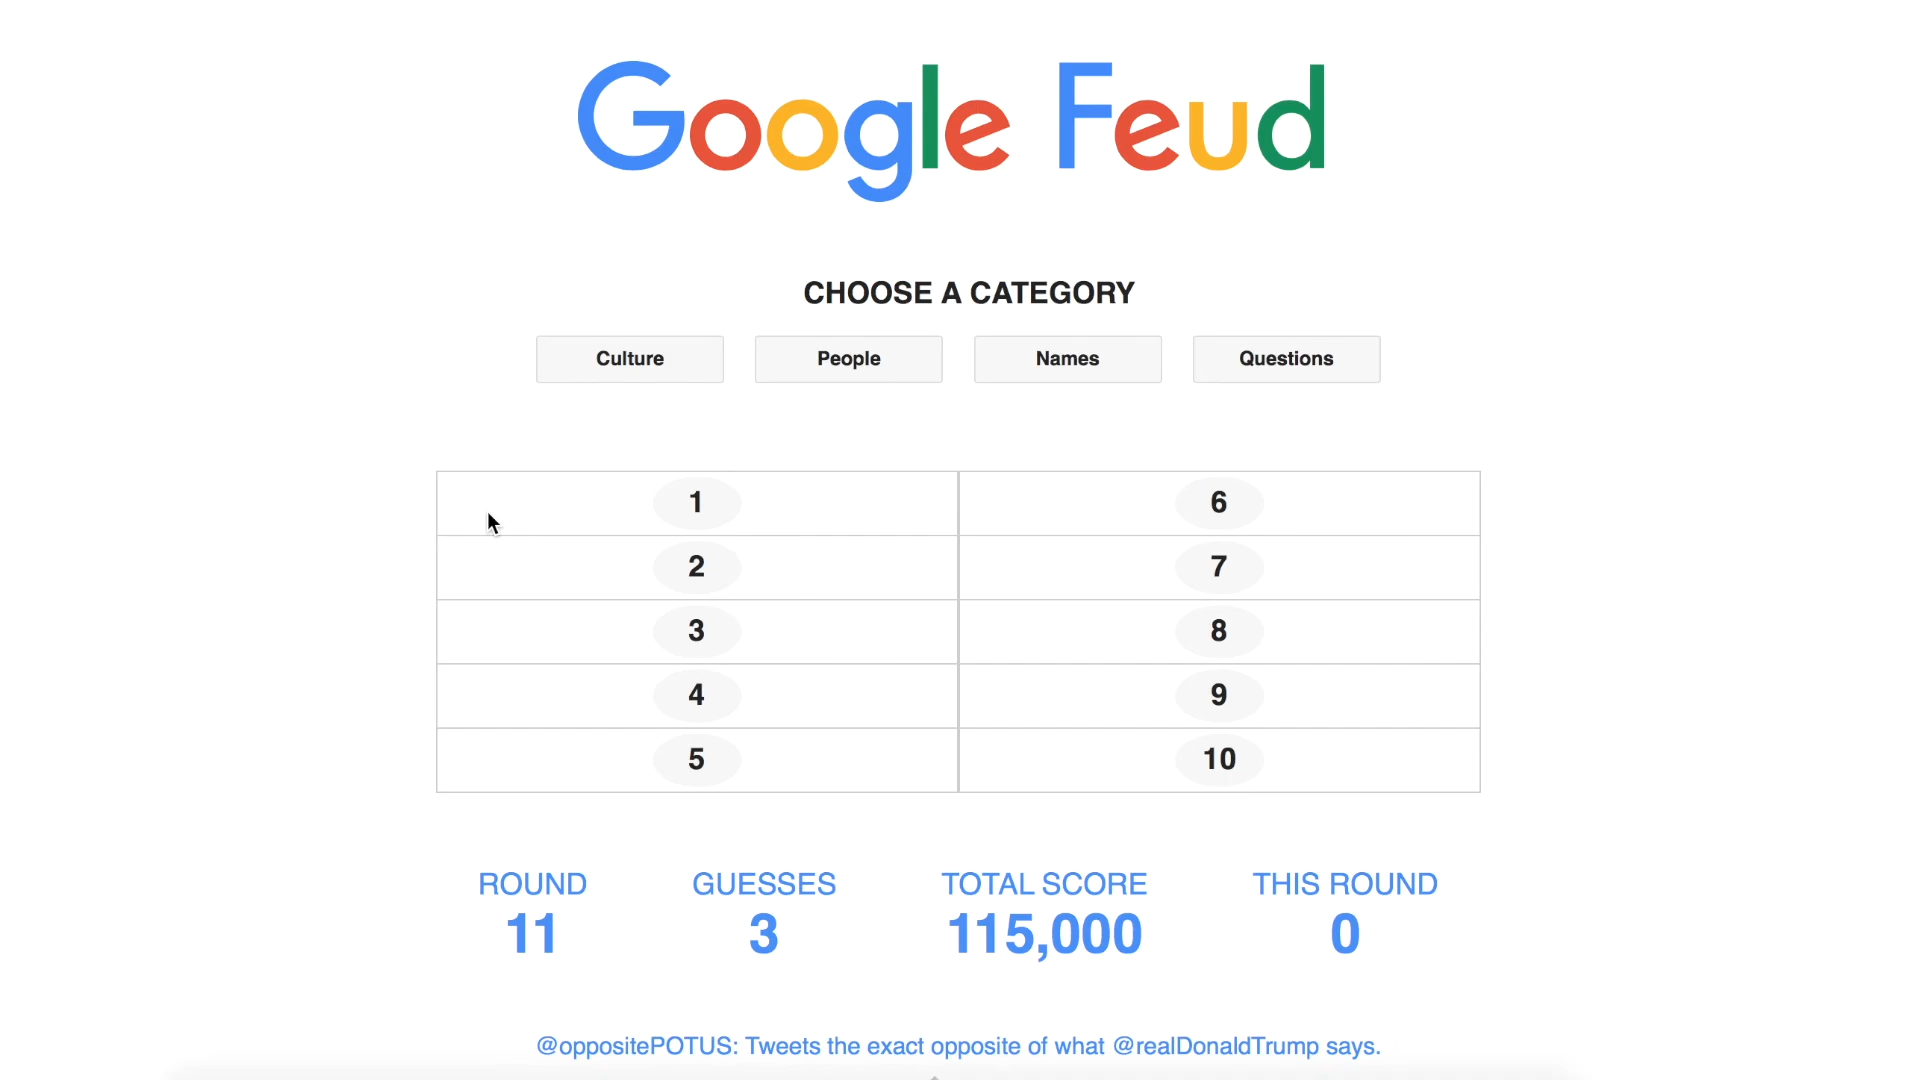 Google Feud
CHOOSE A CATEGORY
Culture People Names Questions
1 6
2 7
3 8
4 9
5 10
ROUND GUESSES TOTAL SCORE THIS ROUND
11 3 115,000 0
@oppositePOTUS: Tweets the exact opposite of what @realDonaldTrump says.